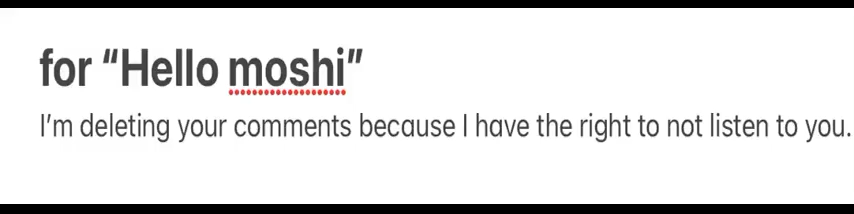 for “Hello moshi”
I’m deleting your comments because I have the right to not listen to you.